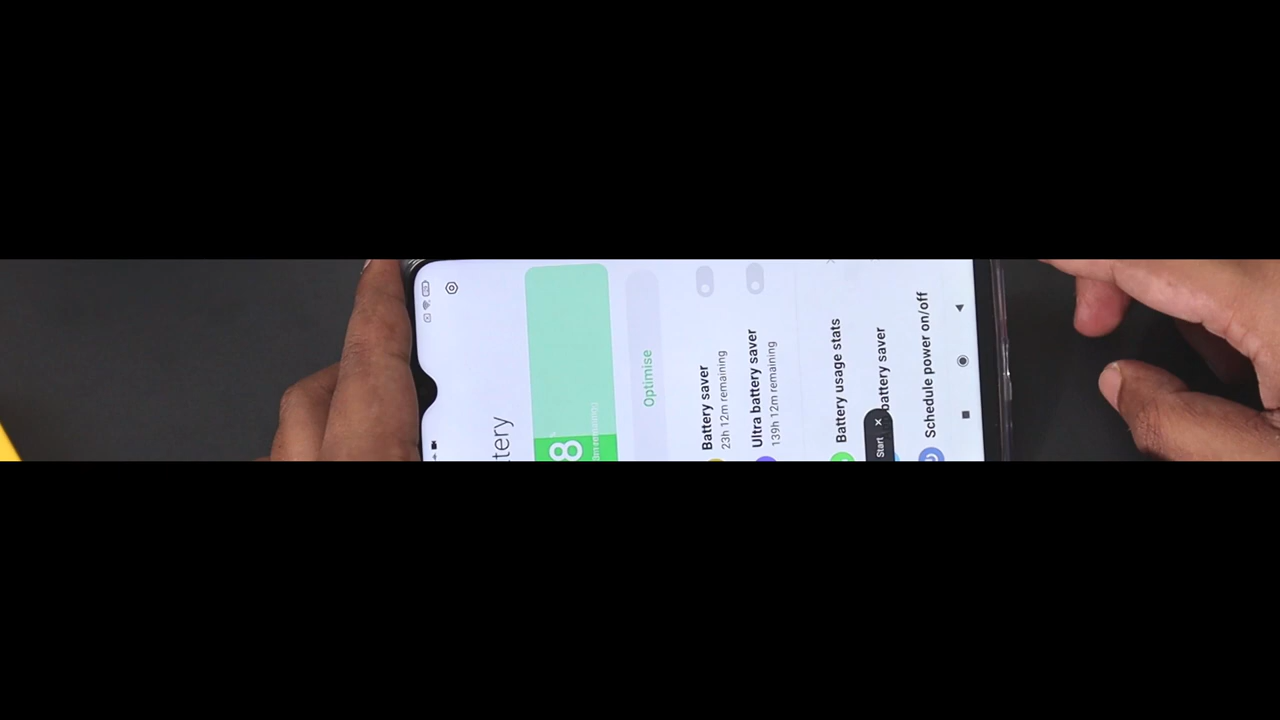 8
Optimise
Battery saver
23h 12m remaining
Ultra battery saver
139h 12m remaining
Battery usage stats
battery saver
Start
Schedule power on/off